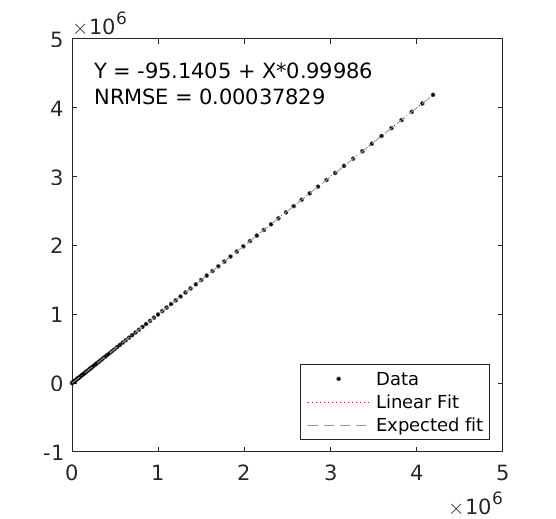 ×10⁶
5
Y = -95.1405 + X*0.99986
NRMSE = 0.00037829
4
3
2
1
0
-1
Data
Linear Fit
Expected fit
0 1 2 3 4 5
×10⁶